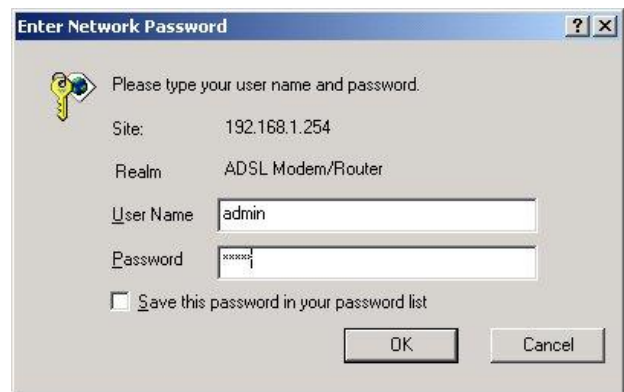 Enter Network Password
Please type your user name and password.
Site: 192.168.1.254
Realm ADSL Modem/Router
User Name admin
Password *****
Save this password in your password list
OK Cancel